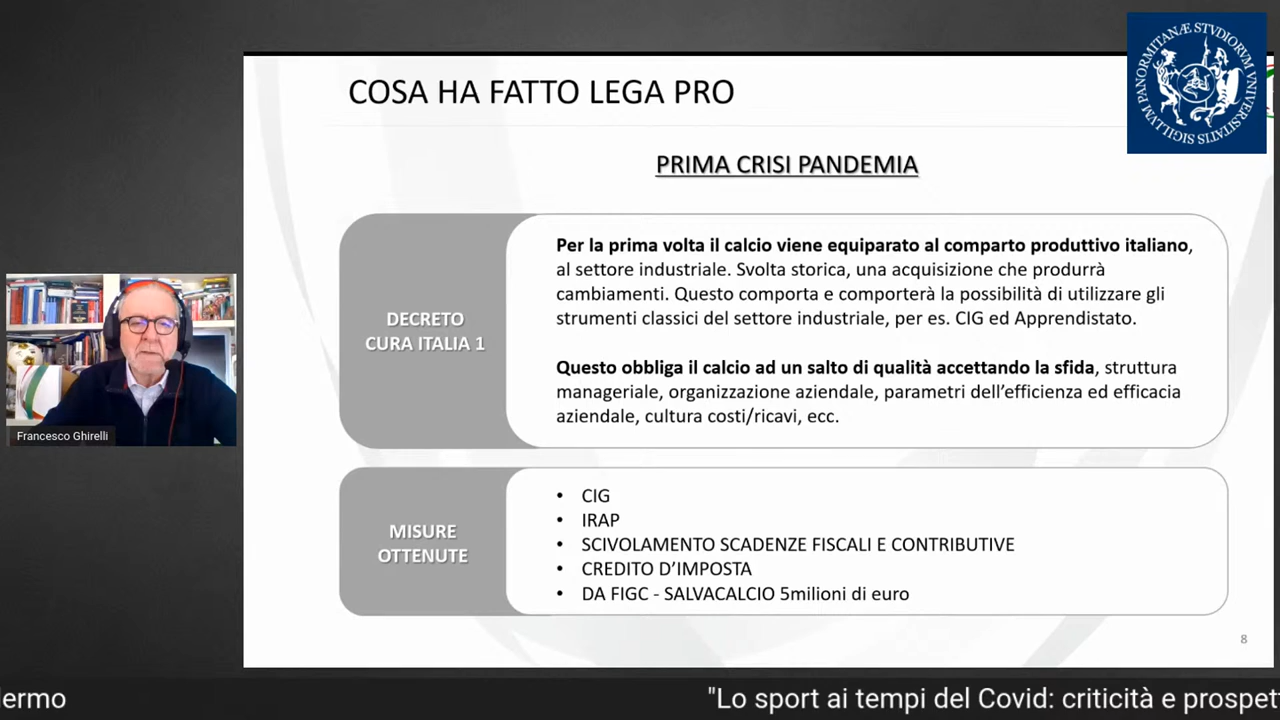 COSA HA FATTO LEGA PRO
SIGILLVM PANORMITANÆ STVDIORVM VNIVERSITATIS
PRIMA CRISI PANDEMIA
DECRETO
CURA ITALIA 1
Per la prima volta il calcio viene equiparato al comparto produttivo italiano,
al settore industriale. Svolta storica, una acquisizione che produrrà
cambiamenti. Questo comporta e comporterà la possibilità di utilizzare gli
strumenti classici del settore industriale, per es. CIG ed Apprendistato.
Questo obbliga il calcio ad un salto di qualità accettando la sfida, struttura
manageriale, organizzazione aziendale, parametri dell'efficienza ed efficacia
aziendale, cultura costi/ricavi, ecc.
Francesco Ghirelli
MISURE
OTTENUTE
• CIG
• IRAP
• SCIVOLAMENTO SCADENZE FISCALI E CONTRIBUTIVE
• CREDITO D'IMPOSTA
• DA FIGC - SALVACALCIO 5milioni di euro
8
lermo
"Lo sport ai tempi del Covid: criticità e prospett